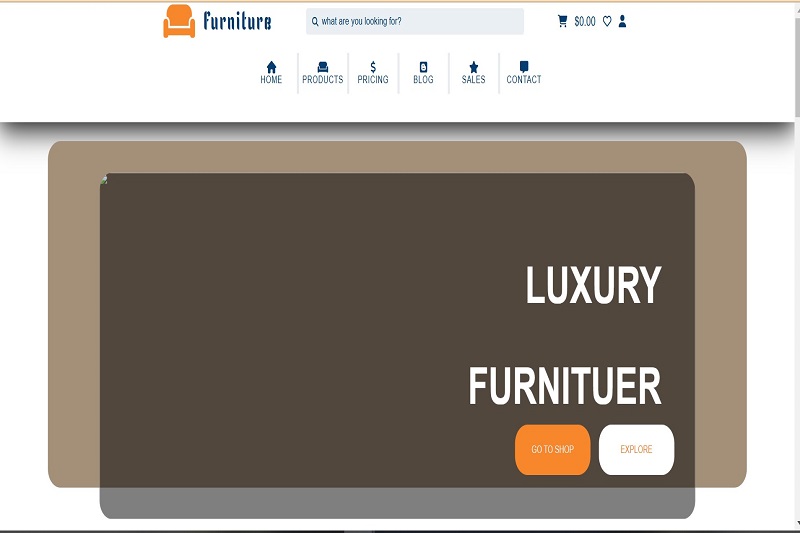 furniture
what are you looking for?
$0.00
HOME PRODUCTS PRICING BLOG SALES CONTACT
LUXURY
FURNITUER
GO TO SHOP EXPLORE